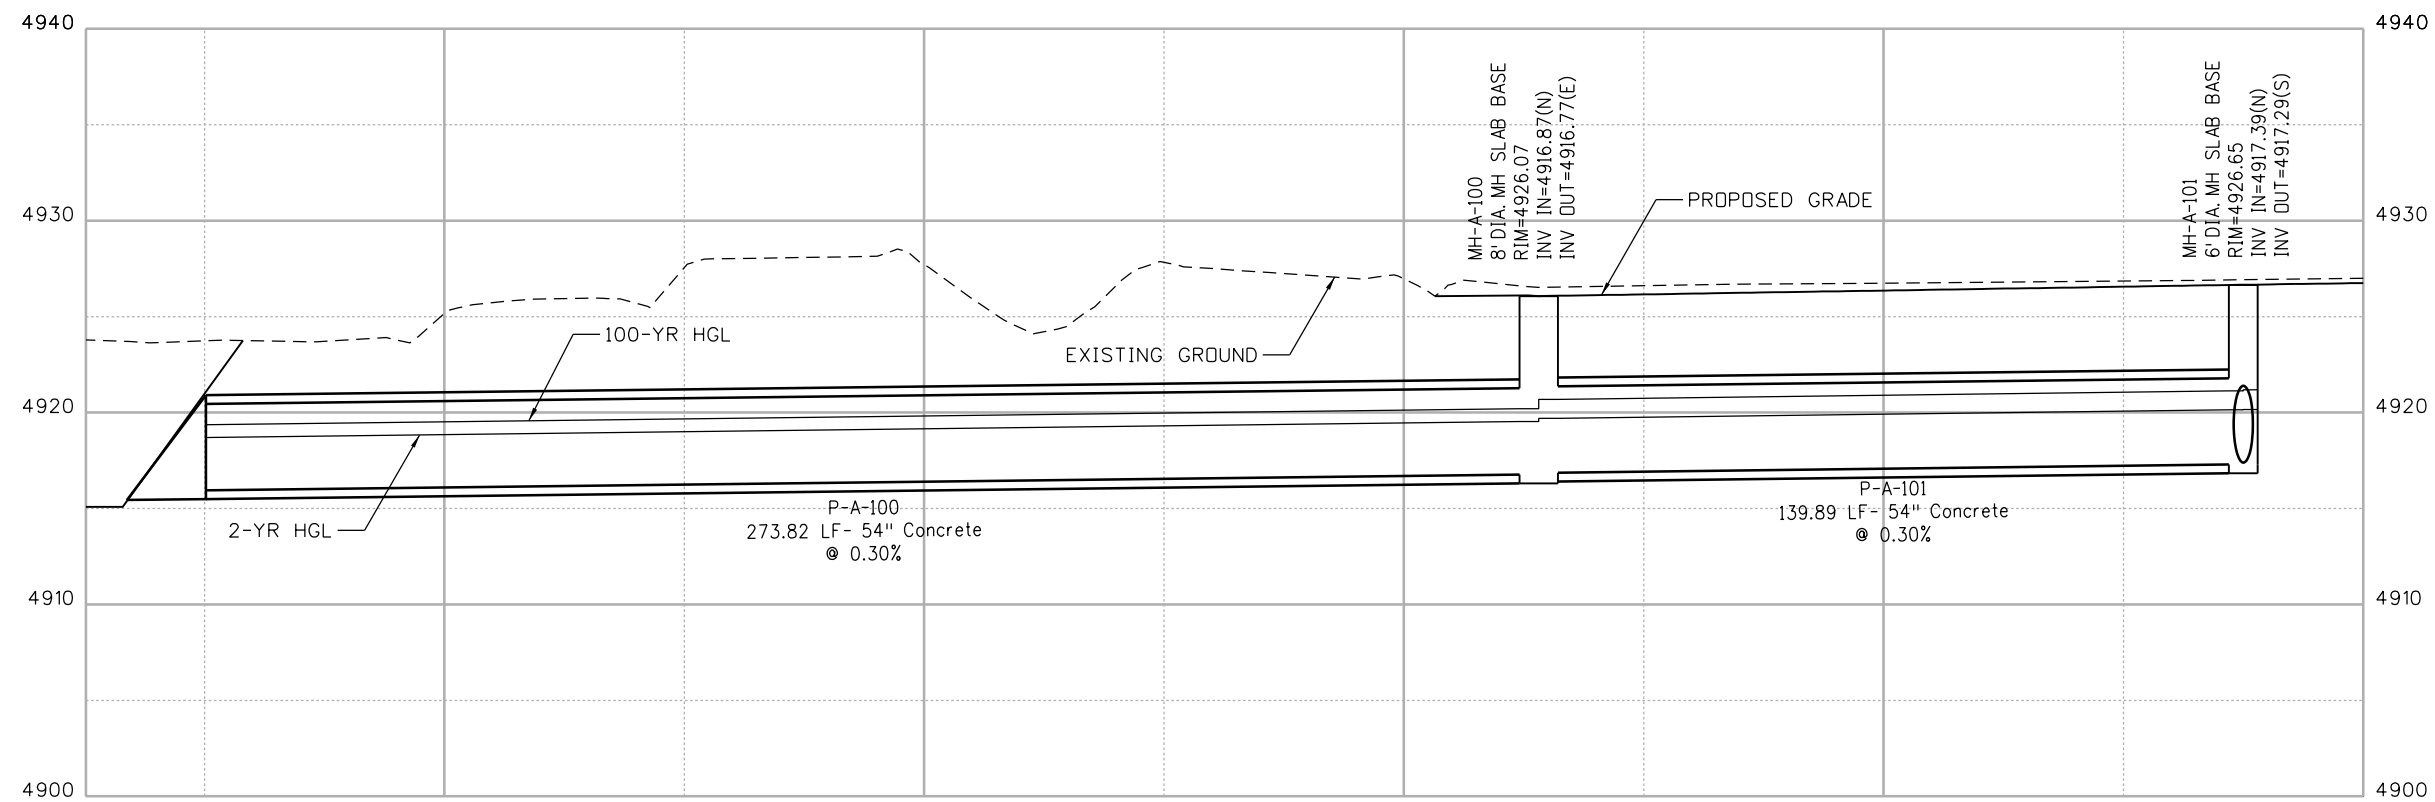 4940
4940
4930
4930
4920
4920
4910
4910
4900
4900
MH-A-100
8' DIA. MH SLAB BASE
RIM=4926.07
INV IN=4916.87(N)
INV OUT=4916.77(E)
MH-A-101
6' DIA. MH SLAB BASE
RIM=4926.65
INV IN=4917.39(N)
INV OUT=4917.29(S)
PROPOSED GRADE
100-YR HGL
EXISTING GROUND
2-YR HGL
P-A-100
273.82 LF- 54" Concrete
@ 0.30%
P-A-101
139.89 LF- 54" Concrete
@ 0.30%